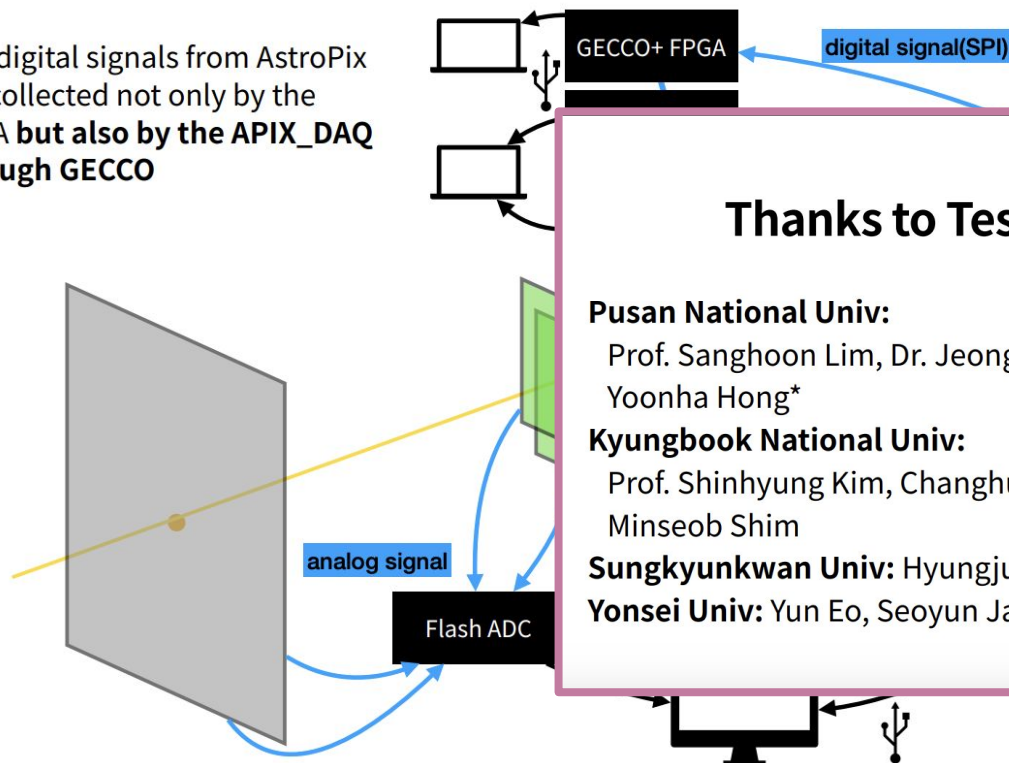 digital signals from AstroPix
collected not only by the
A but also by the APIX_DAQ
ugh GECCO
GECCO+ FPGA
digital signal(SPI)
Thanks to Tes
Pusan National Univ:
Prof. Sanghoon Lim, Dr. Jeong
Yoonha Hong*
Kyungbook National Univ:
Prof. Shinhyung Kim, Changhu
Minseob Shim
Sungkyunkwan Univ: Hyungju
Yonsei Univ: Yun Eo, Seoyun Ja
analog signal
Flash ADC